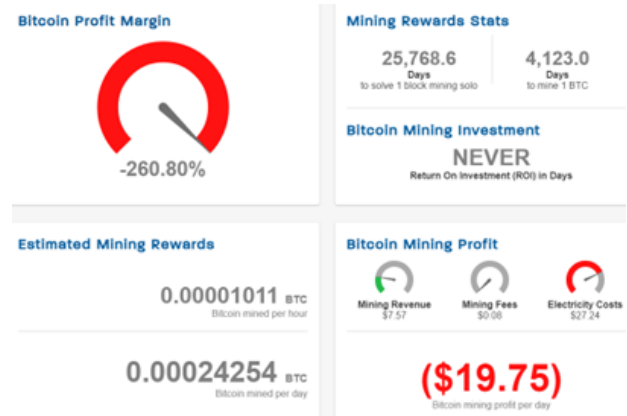 Bitcoin Profit Margin
-260.80%
Mining Rewards Stats
25,768.6
Days
to solve 1 block mining solo
4,123.0
Days
to mine 1 BTC
Bitcoin Mining Investment
NEVER
Return On Investment (ROI) in Days
Estimated Mining Rewards
0.00001011 BTC
Bitcoin mined per hour
0.00024254 BTC
Bitcoin mined per day
Bitcoin Mining Profit
Mining Revenue
$7.57
Mining Fees
$0.08
Electricity Costs
$27.24
($19.75)
Bitcoin mining profit per day